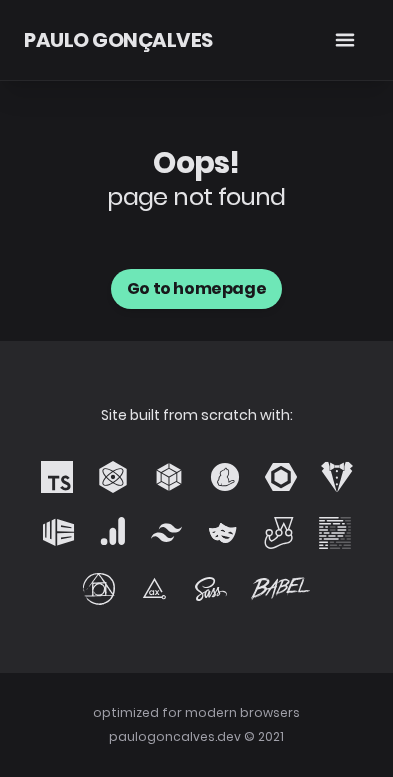 PAULO GONÇALVES
Oops!
page not found
Go to homepage
Site built from scratch with:
TS
ax
Sass
BABEL
optimized for modern browsers
paulogoncalves.dev © 2021